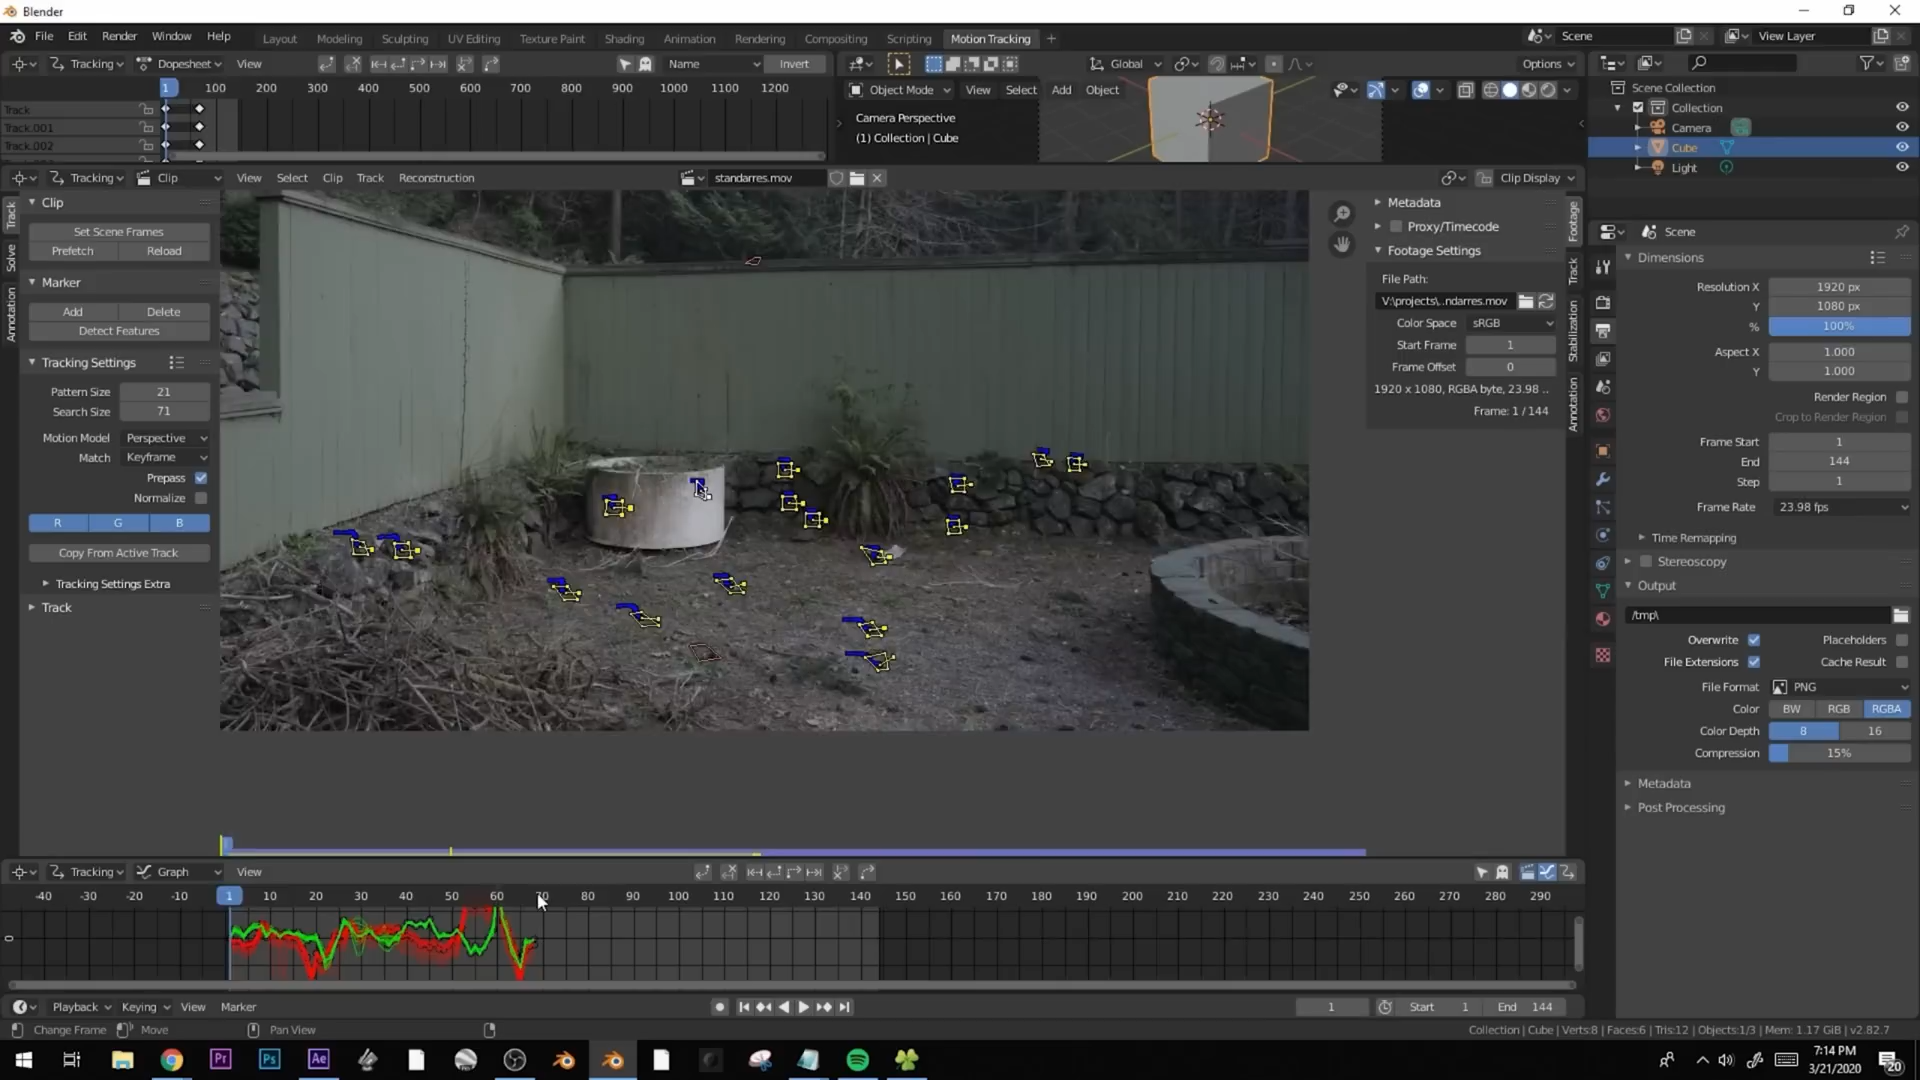 Blender
File Edit Render Window Help Layout Modeling Sculpting UV Editing Texture Paint Shading Animation Rendering Compositing Scripting Motion Tracking + Scene View Layer
Tracking Dopesheet View Name Invert Global Options
1 100 200 300 400 500 600 700 800 900 1000 1100 1200
Object Mode View Select Add Object
Track
Track.001
Track.002
Camera Perspective
(1) Collection | Cube
Scene Collection
Collection
Camera
Cube
Light
Tracking Clip View Select Clip Track Reconstruction standarres.mov Clip Display
Track
Solve
Annotation
Clip
Set Scene Frames
Prefetch Reload
Marker
Add Delete
Detect Features
Tracking Settings
Pattern Size 21
Search Size 71
Motion Model Perspective
Match Keyframe
Prepass
Normalize
R G B
Copy From Active Track
Tracking Settings Extra
Track
Metadata
Proxy/Timecode
Footage Settings
File Path:
V:\projects\..ndarres.mov
Color Space sRGB
Start Frame 1
Frame Offset 0
1920 x 1080, RGBA byte, 23.98 ..
Frame: 1 / 144
Footage
Track
Stabilization
Annotation
Scene
Dimensions
Resolution X 1920 px
Y 1080 px
% 100%
Aspect X 1.000
Y 1.000
Render Region
Crop to Render Region
Frame Start 1
End 144
Step 1
Frame Rate 23.98 fps
Time Remapping
Stereoscopy
Output
/tmp\
Overwrite Placeholders
File Extensions Cache Result
File Format PNG
Color BW RGB RGBA
Color Depth 8 16
Compression 15%
Metadata
Post Processing
Tracking Graph View
-40 -30 -20 -10 1 10 20 30 40 50 60 80 90 100 110 120 130 140 150 160 170 180 190 200 210 220 230 240 250 260 270 280 290
0
Playback Keying View Marker 1 Start 1 End 144
Change Frame Move Pan View Collection | Cube | Verts:8 | Faces:6 | Tris:12 | Objects:1/3 | Mem: 1.17 GiB | v2.82.7
Pr Ps Ae
7:14 PM
3/21/2020
20